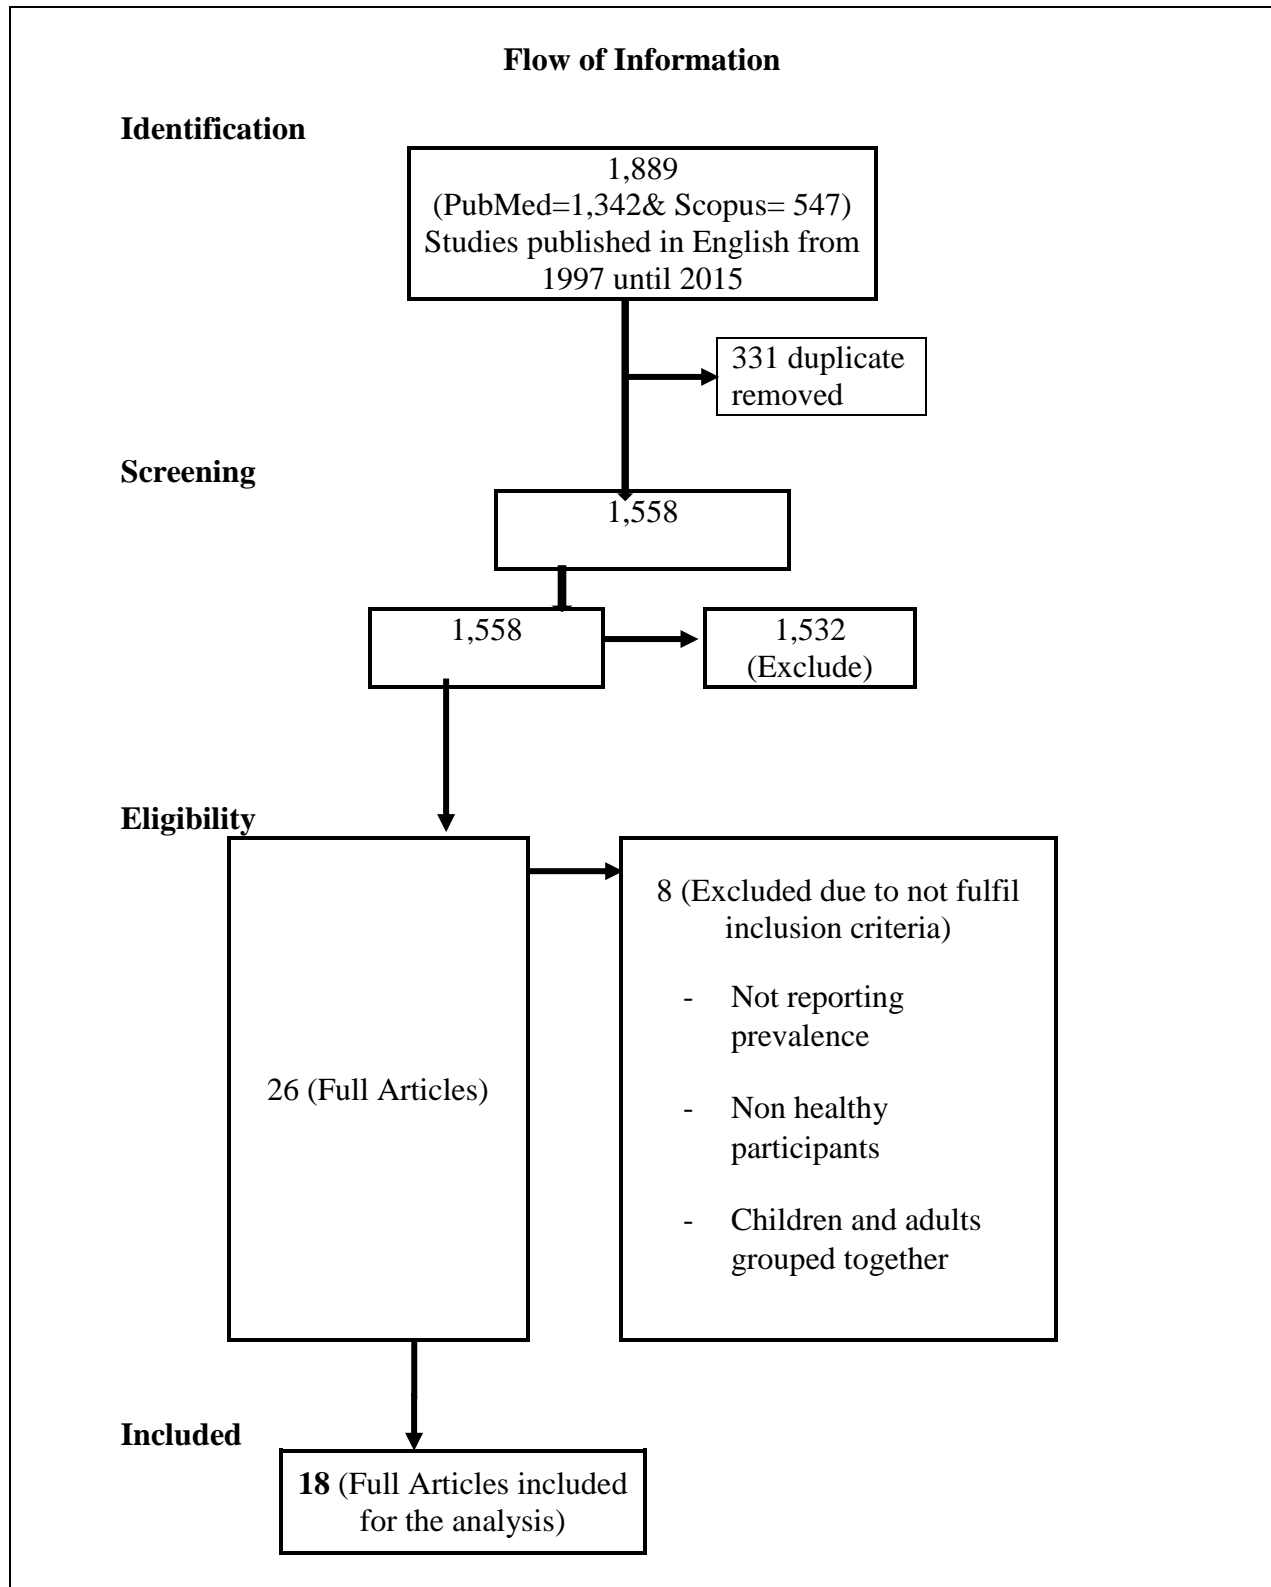 Flow of Information
Identification
1,889
(PubMed=1,342& Scopus= 547)
Studies published in English from
1997 until 2015
331 duplicate
removed
Screening
1,558
1,558
1,532
(Exclude)
Eligibility
26 (Full Articles)
8 (Excluded due to not fulfil
inclusion criteria)
- Not reporting
prevalence
- Non healthy
participants
- Children and adults
grouped together
Included
18 (Full Articles included
for the analysis)